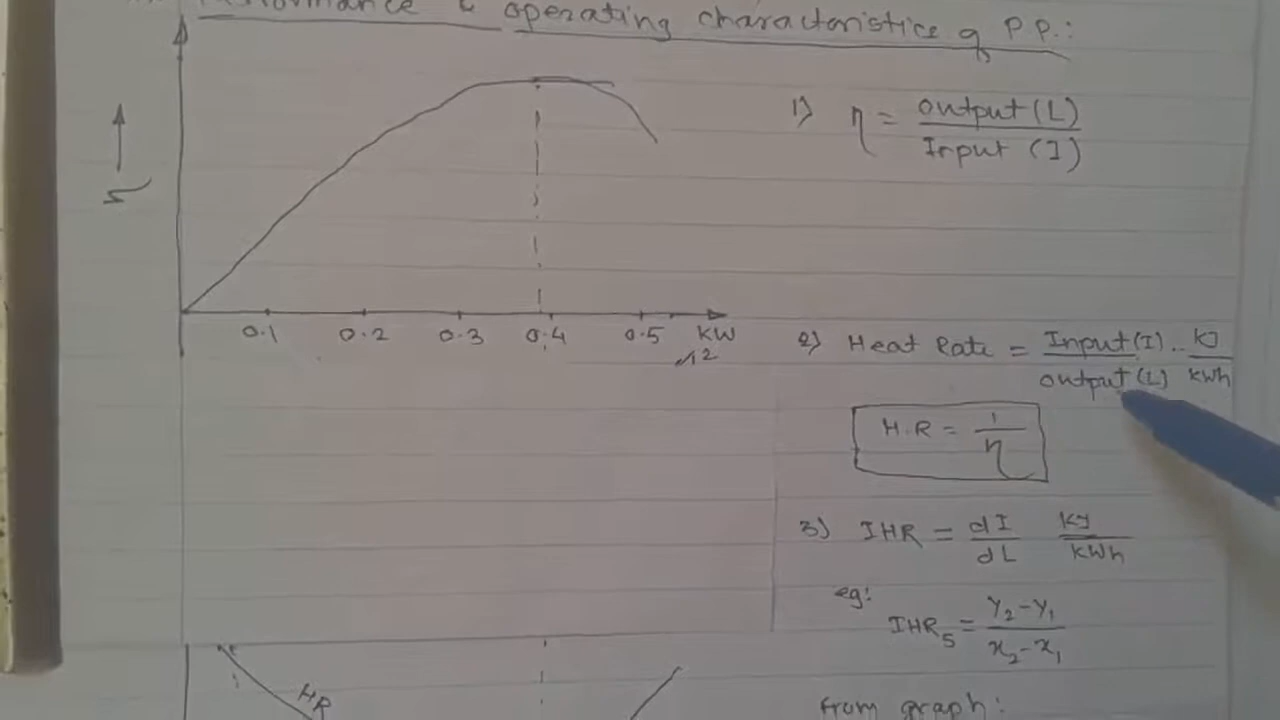 & operating characteristice of P.P.:
η
0.1 0.2 0.3 0.4 0.5 KW
1) η = output (L) / Input (I)
2) Heat Rate = Input (I) / output (L) .. KJ / kWh
H.R = 1 / η
3) IHR = dI / dL KJ / kWh
eg:
IHR5 = Y2-Y1 / x2-x1
HR
from graph: